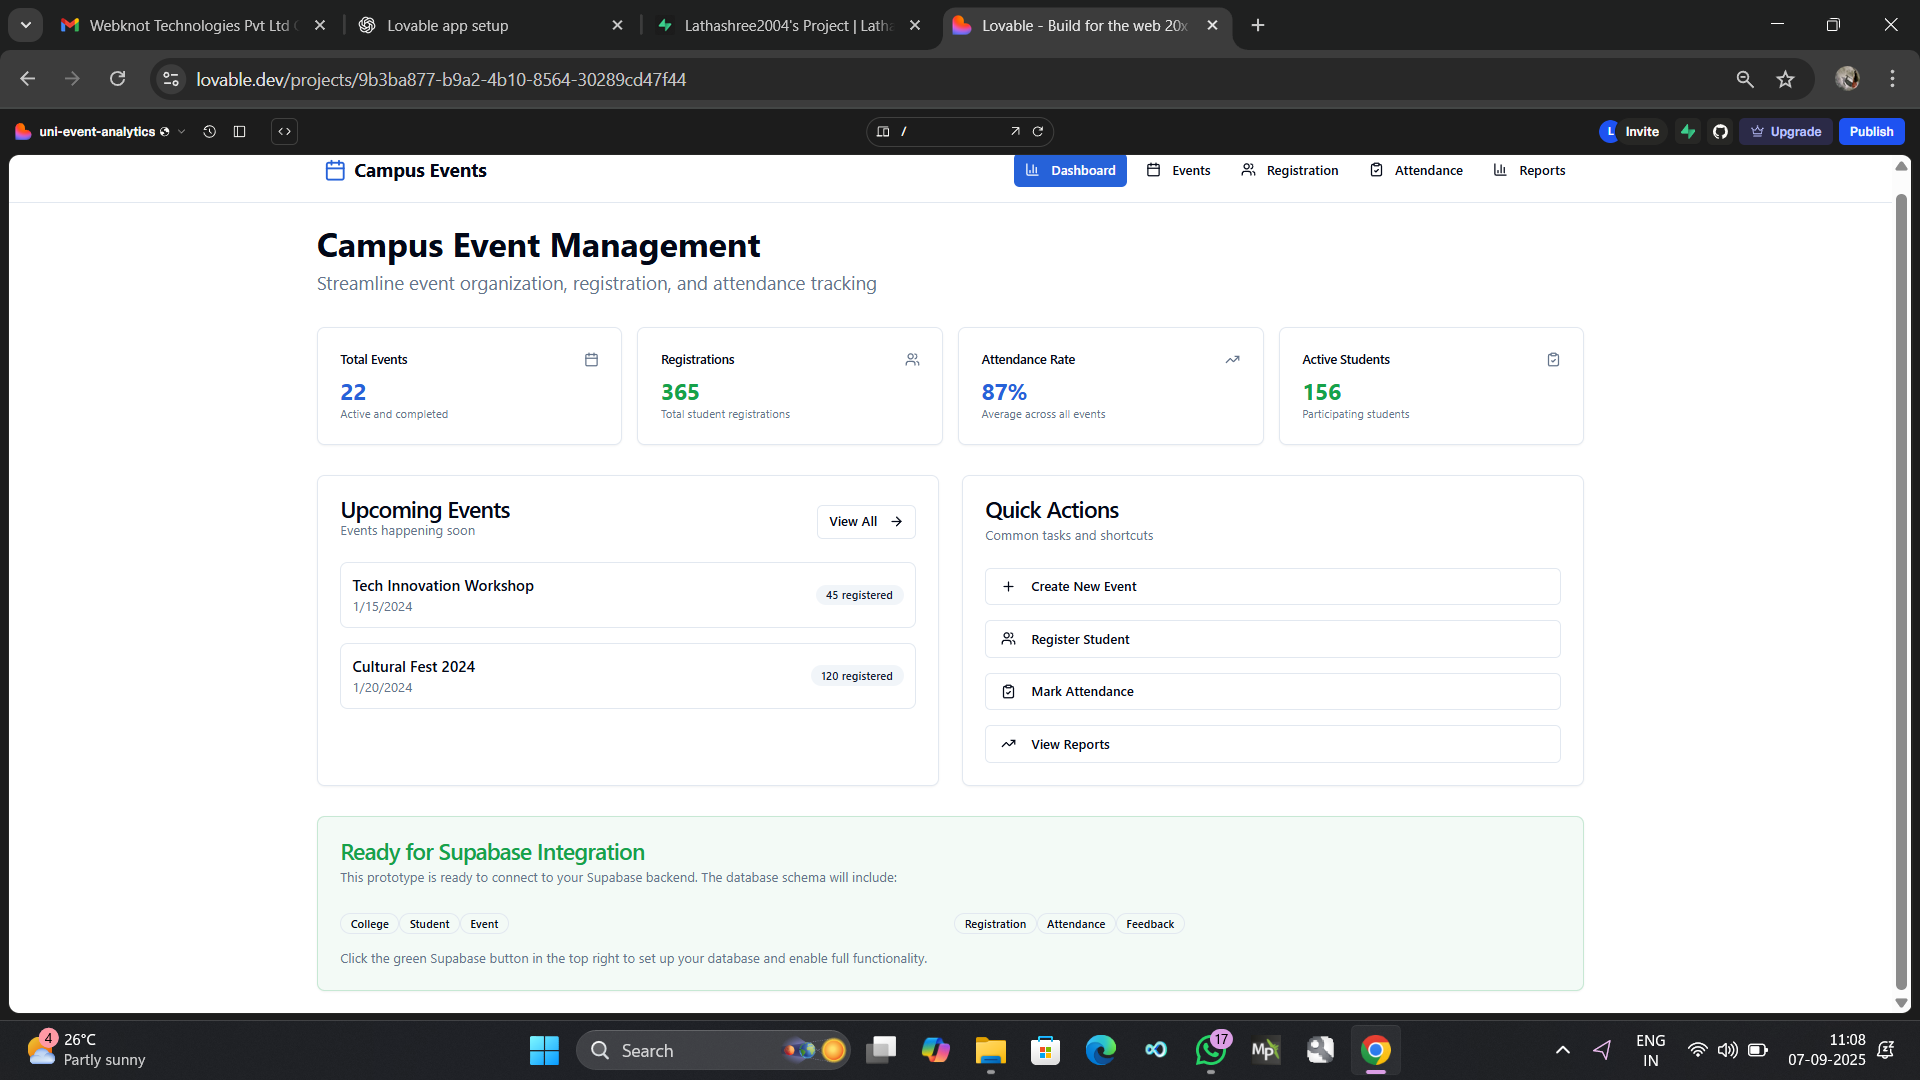 Webknot Technologies Pvt Ltd
Lovable app setup
Lathashree2004's Project | Latha
Lovable - Build for the web 20x
lovable.dev/projects/9b3ba877-b9a2-4b10-8564-30289cd47f44
uni-event-analytics
/
L
Invite
Upgrade
Publish
Campus Events
Dashboard
Events
Registration
Attendance
Reports
Campus Event Management
Streamline event organization, registration, and attendance tracking
Total Events
22
Active and completed
Registrations
365
Total student registrations
Attendance Rate
87%
Average across all events
Active Students
156
Participating students
Upcoming Events
Events happening soon
View All
Tech Innovation Workshop
1/15/2024
45 registered
Cultural Fest 2024
1/20/2024
120 registered
Quick Actions
Common tasks and shortcuts
Create New Event
Register Student
Mark Attendance
View Reports
Ready for Supabase Integration
This prototype is ready to connect to your Supabase backend. The database schema will include:
College
Student
Event
Registration
Attendance
Feedback
Click the green Supabase button in the top right to set up your database and enable full functionality.
4
26°C
Partly sunny
Search
17
Mp
ENG
IN
11:08
07-09-2025